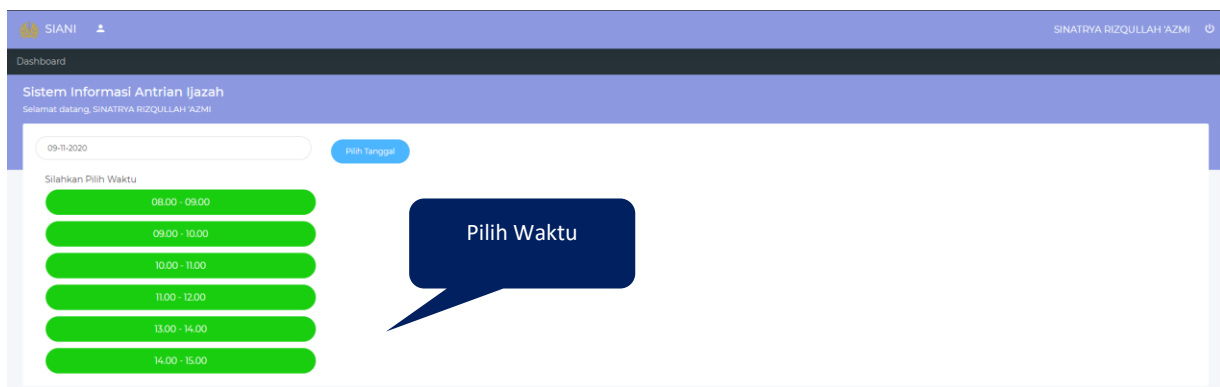 SIANI
SINATRYA RIZQULLAH 'AZMI
Dashboard
Sistem Informasi Antrian Ijazah
Selamat datang, SINATRYA RIZQULLAH 'AZMI
09-11-2020
Pilih Tanggal
Silahkan Pilih Waktu
08.00 - 09.00
09.00 - 10.00
10.00 - 11.00
11.00 - 12.00
13.00 - 14.00
14.00 - 15.00
Pilih Waktu